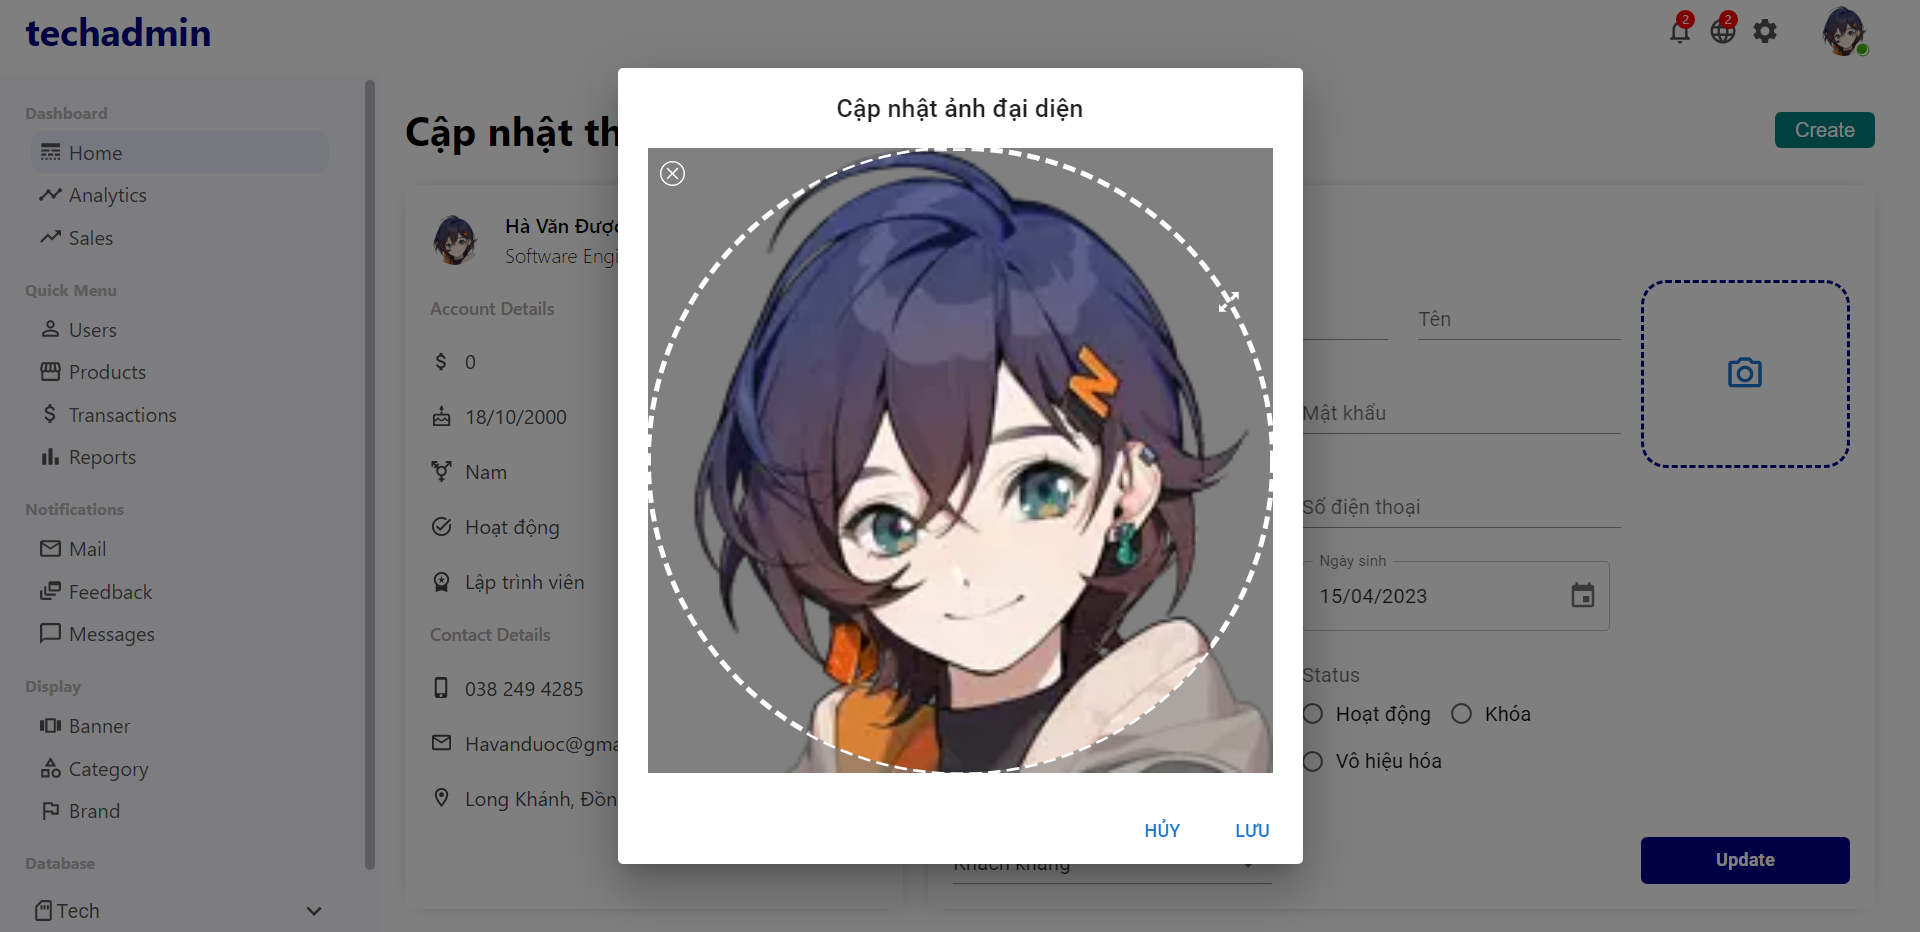 techadmin
2
2
Dashboard
Home
Analytics
Sales
Quick Menu
Users
Products
Transactions
Reports
Notifications
Mail
Feedback
Messages
Display
Banner
Category
Brand
Database
Tech
Cập nhật th
Create
Hà Văn Đượ
Software Engi
Account Details
0
18/10/2000
Nam
Hoạt động
Lập trình viên
Contact Details
038 249 4285
Havanduoc@gma
Long Khánh, Đồn
Cập nhật ảnh đại diện
N
HỦY
LƯU
Tên
Mật khẩu
Số điện thoại
Ngày sinh
15/04/2023
Status
Hoạt động
Khóa
Vô hiệu hóa
Update